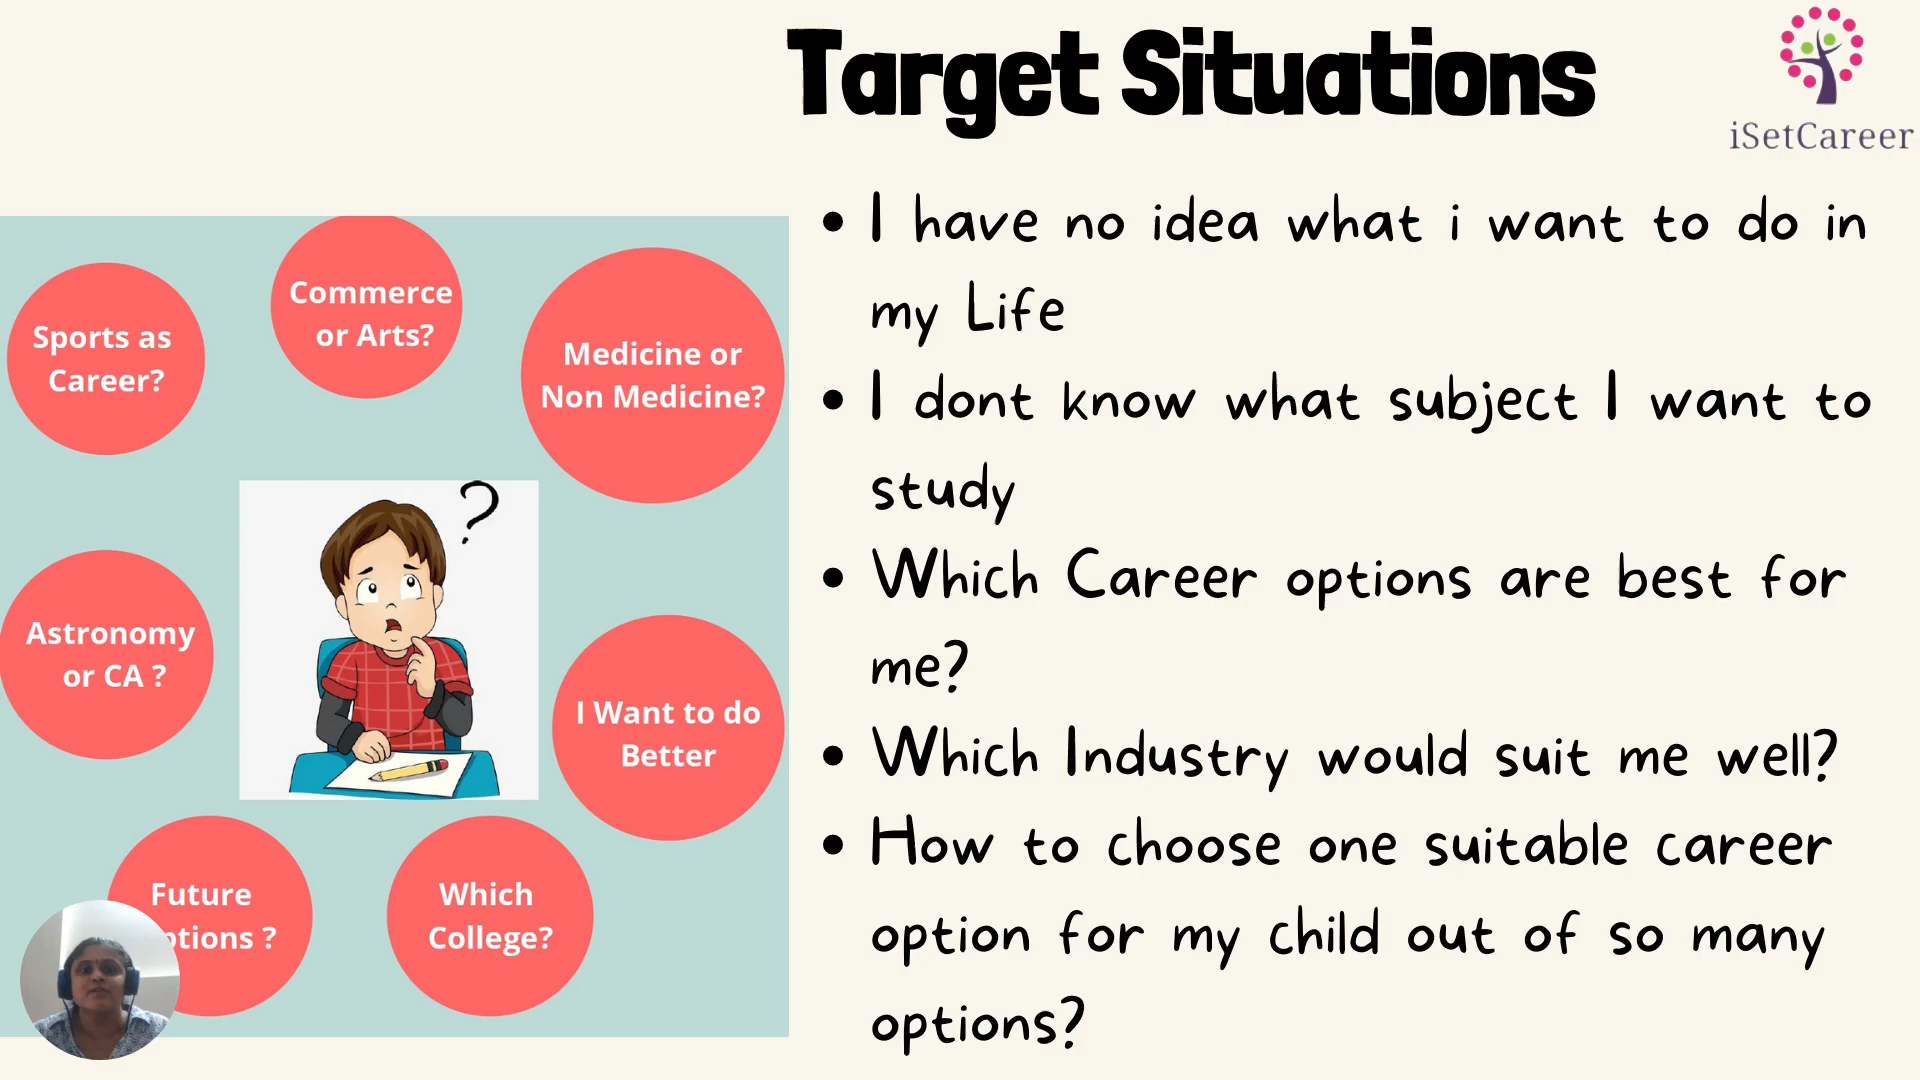 Target Situations
iSetCareer
Sports as
Career?
Commerce
or Arts?
Medicine or
Non Medicine?
Astronomy
or CA ?
?
I Want to do
Better
Future
ptions ?
Which
College?
• I have no idea what i want to do in
my Life
• I dont know what subject I want to
study
• Which Career options are best for
me?
• Which Industry would suit me well?
• How to choose one suitable career
option for my child out of so many
options?